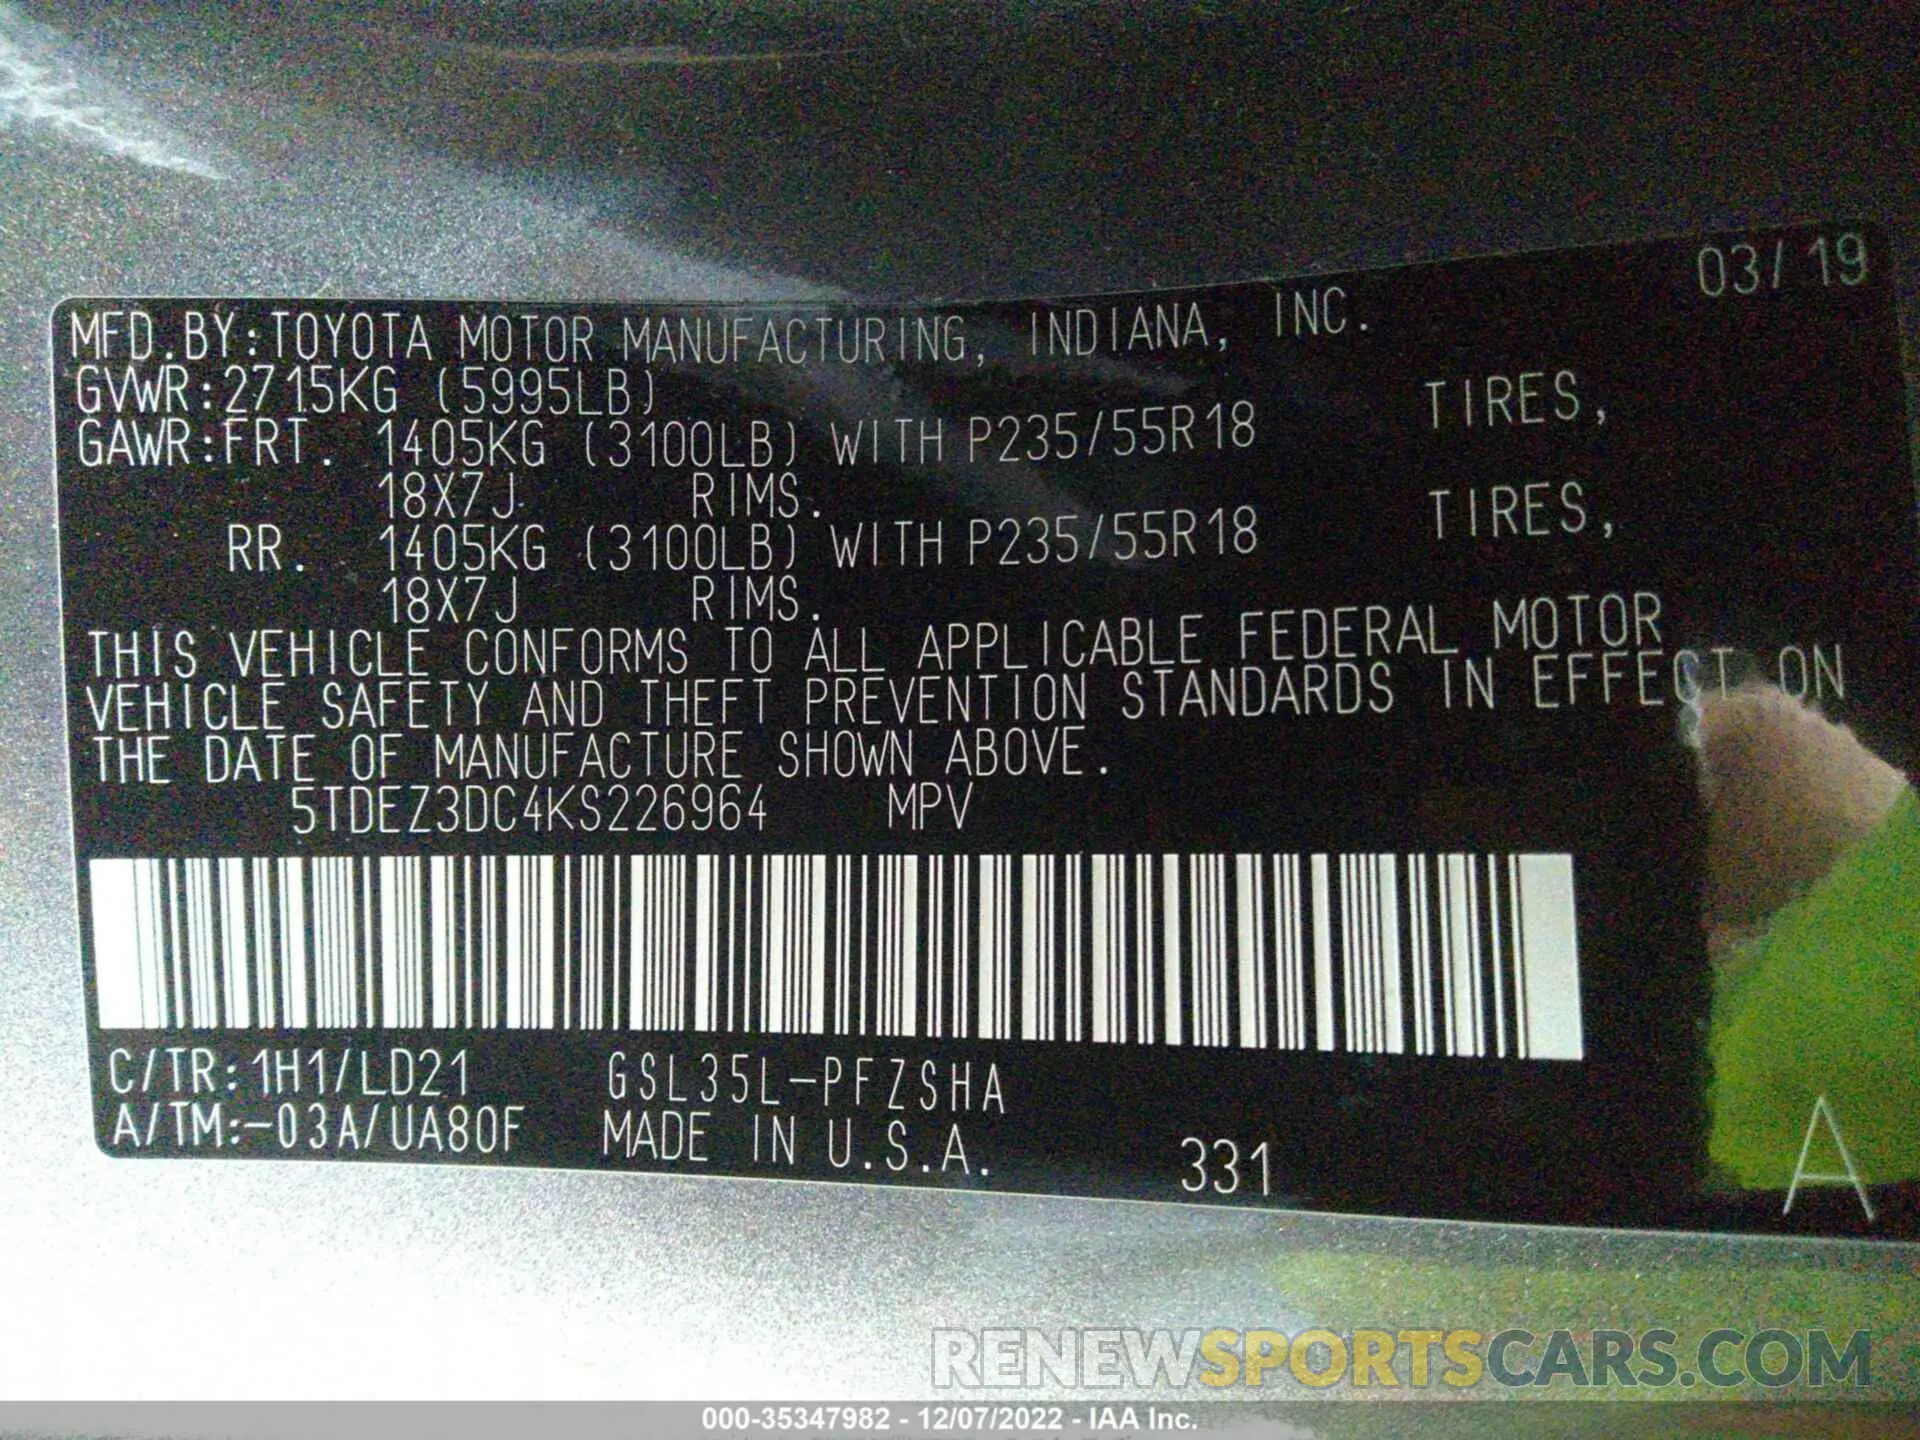 03/19
MFD.BY:TOYOTA MOTOR MANUFACTURING, INDIANA, INC.
GVWR:2715KG (5995LB)
GAWR:FRT. 1405KG (3100LB) WITH P235/55R18 TIRES,
18X7J RIMS.
RR. 1405KG (3100LB) WITH P235/55R18 TIRES,
18X7J RIMS.
THIS VEHICLE CONFORMS TO ALL APPLICABLE FEDERAL MOTOR
VEHICLE SAFETY AND THEFT PREVENTION STANDARDS IN EFFECT ON
THE DATE OF MANUFACTURE SHOWN ABOVE.
5TDEZ3DC4KS226964 MPV
C/TR:1H1/LD21 GSL35L-PFZSHA
A/TM:-03A/UA80F MADE IN U.S.A. 331
A
RENEWSPORTSCARS.COM
000-35347982 - 12/07/2022 - IAA Inc.